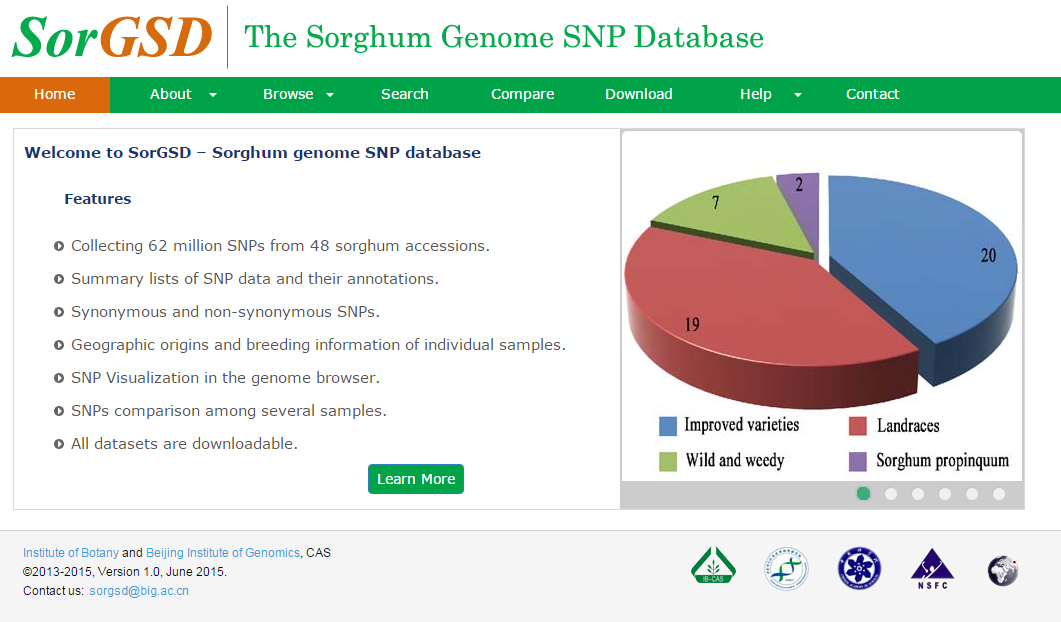 SorGSD The Sorghum Genome SNP Database
Home About Browse Search Compare Download Help Contact
Welcome to SorGSD – Sorghum genome SNP database
Features
Collecting 62 million SNPs from 48 sorghum accessions.
Summary lists of SNP data and their annotations.
Synonymous and non-synonymous SNPs.
Geographic origins and breeding information of individual samples.
SNP Visualization in the genome browser.
SNPs comparison among several samples.
All datasets are downloadable.
Learn More
2
7
20
19
Improved varieties Landraces
Wild and weedy Sorghum propinquum
Institute of Botany and Beijing Institute of Genomics, CAS
©2013-2015, Version 1.0, June 2015.
Contact us: sorgsd@big.ac.cn
IB-CAS
NSFC